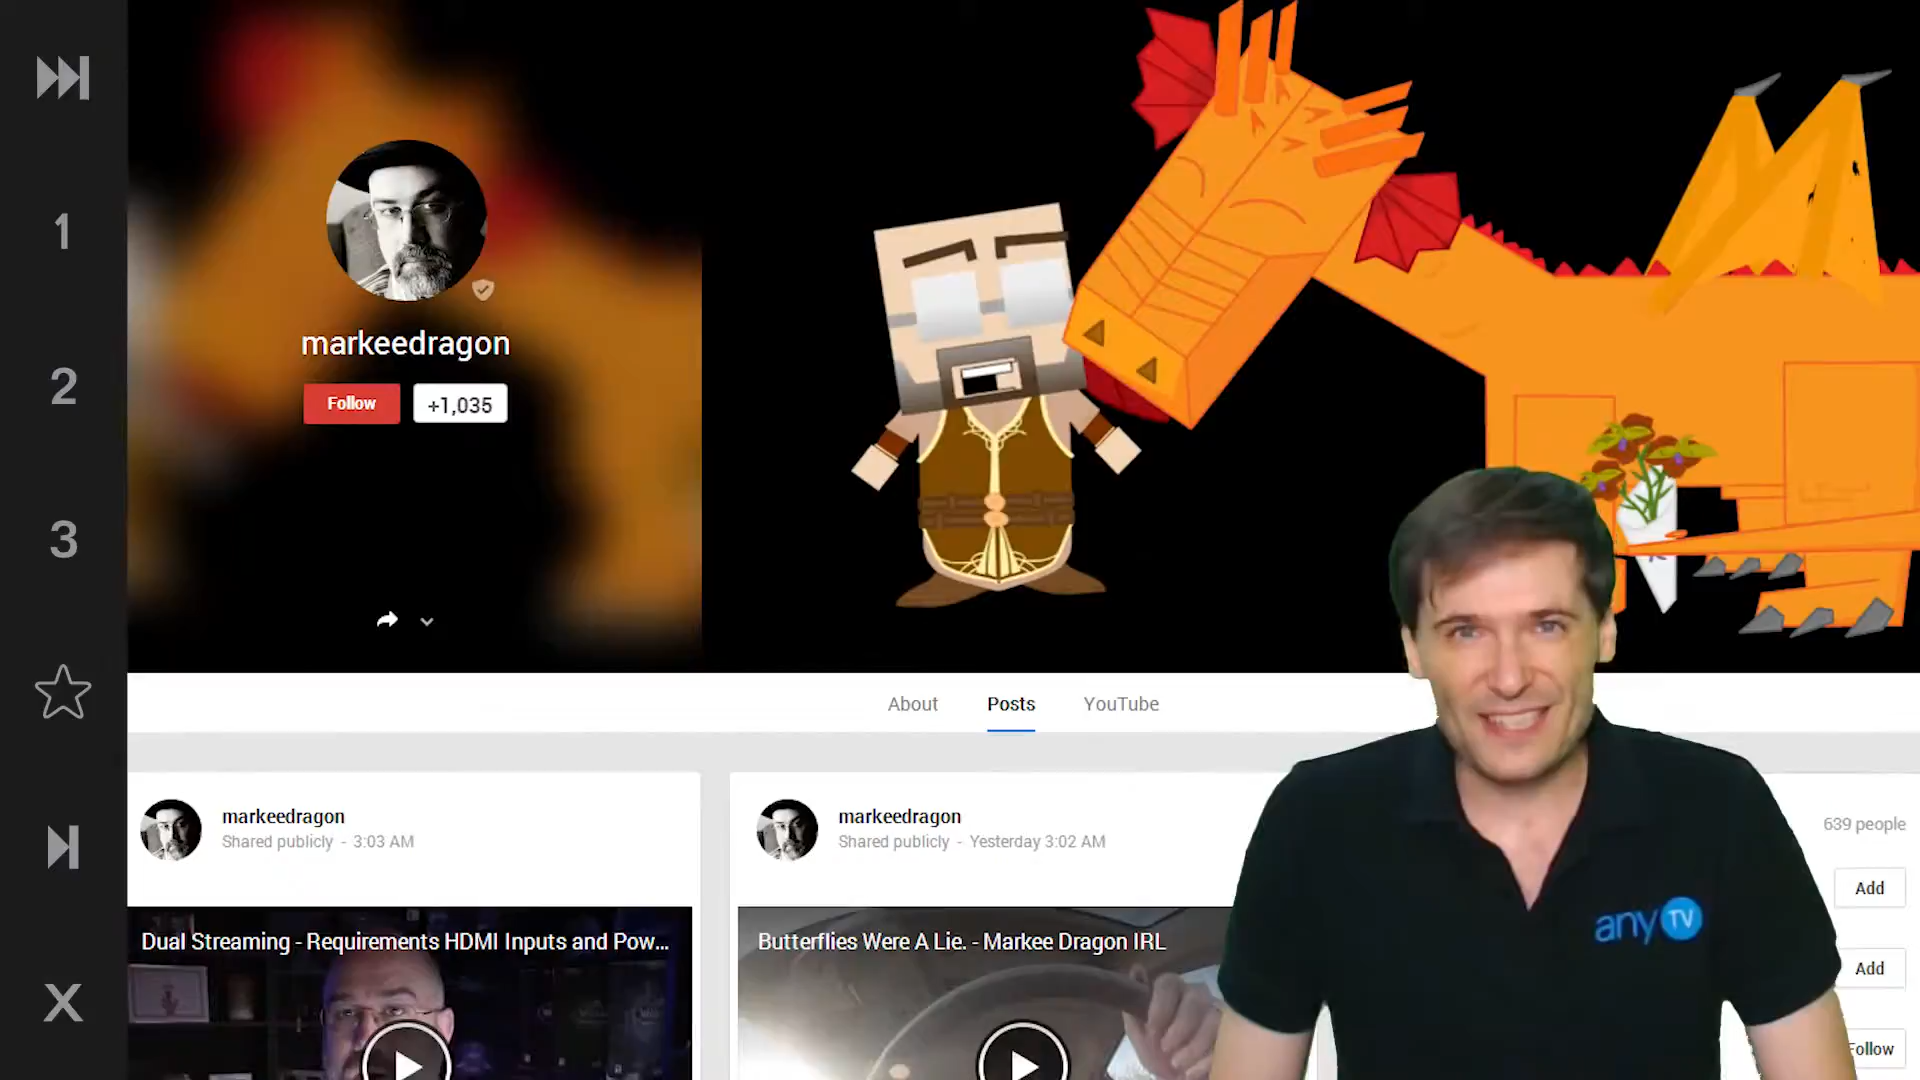 1
2
3
X
markeedragon
Follow
+1,035
About
Posts
YouTube
markeedragon
Shared publicly - 3:03 AM
Dual Streaming - Requirements HDMI Inputs and Pow...
markeedragon
Shared publicly - Yesterday 3:02 AM
Butterflies Were A Lie. - Markee Dragon IRL
639 people
Add
Add
Follow
anyTV